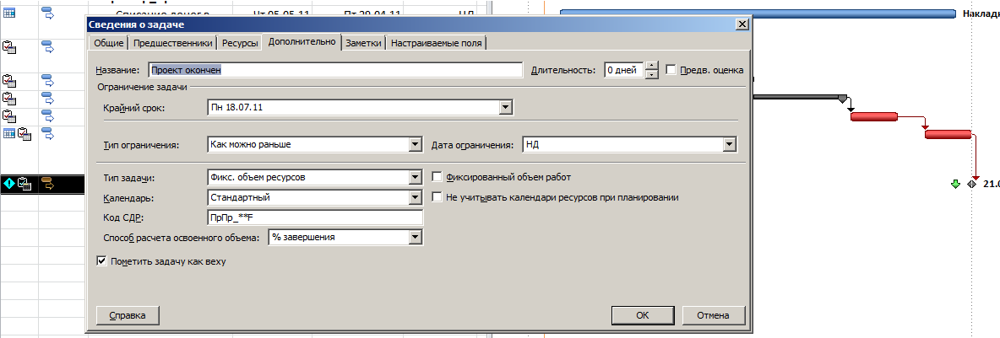 Чт 05.05.11 Пт 29.04.11 НД
Накладн
Сведения о задаче
Общие Предшественники Ресурсы Дополнительно Заметки Настраиваемые поля
Название: Проект окончен Длительность: 0 дней Предв. оценка
Ограничение задачи
Крайний срок: Пн 18.07.11
Тип ограничения: Как можно раньше Дата ограничения: НД
Тип задачи: Фикс. объем ресурсов Фиксированный объем работ
21.0
Календарь: Стандартный Не учитывать календари ресурсов при планировании
Код СДР: ПрПр_**F
Способ расчета освоенного объема: % завершения
Пометить задачу как веху
Справка ОК Отмена